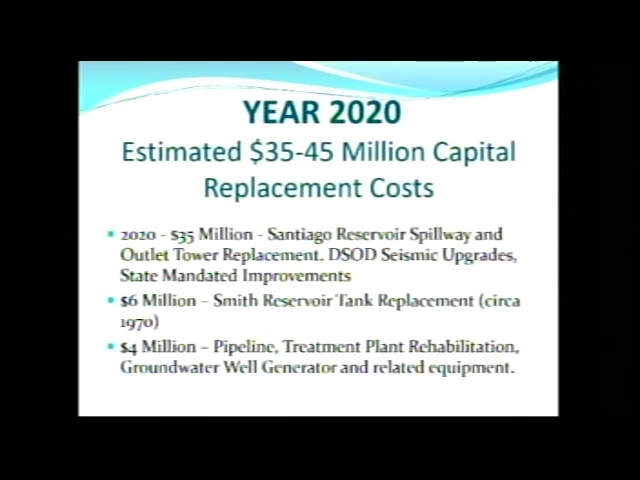 YEAR 2020
Estimated $35-45 Million Capital
Replacement Costs
2020 - $35 Million - Santiago Reservoir Spillway and
Outlet Tower Replacement. DSOD Seismic Upgrades,
State Mandated Improvements
$6 Million – Smith Reservoir Tank Replacement (circa
1970)
$4 Million – Pipeline, Treatment Plant Rehabilitation,
Groundwater Well Generator and related equipment.